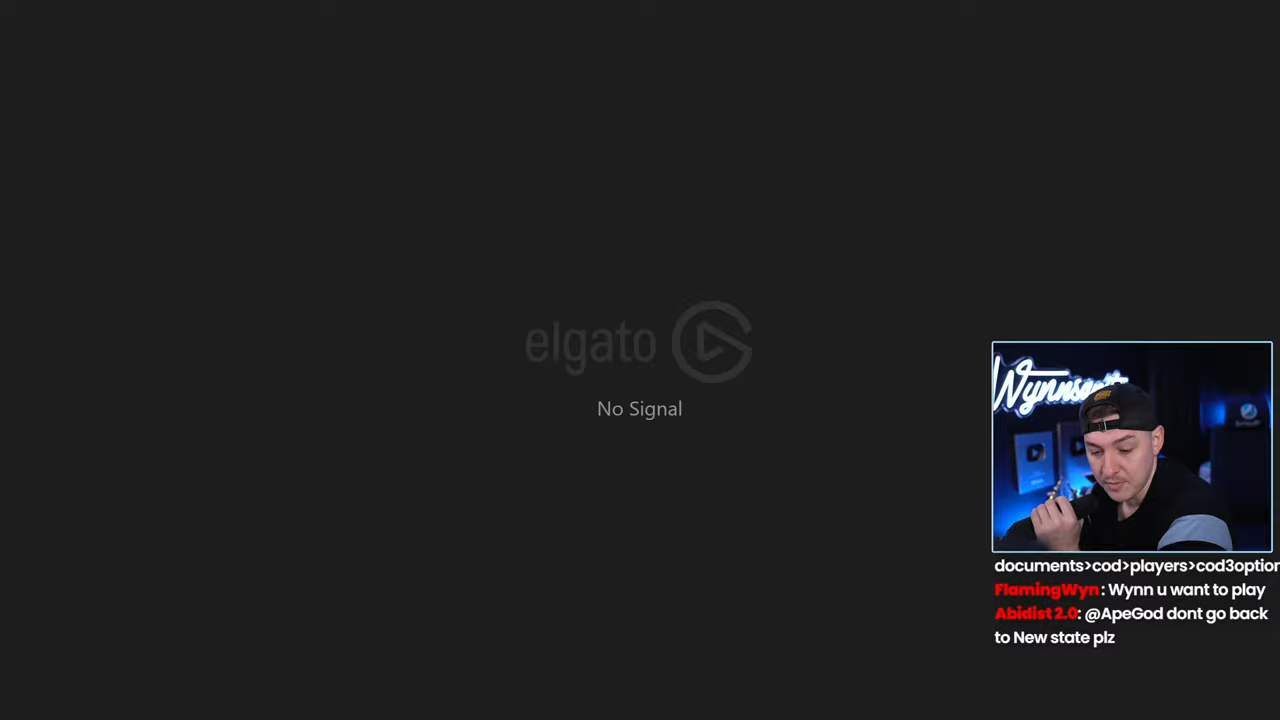 elgato
No Signal
documents>cod>players>cod3option
FlamingWyn: Wynn u want to play
Abidist 2.0: @ApeGod dont go back
to New state plz